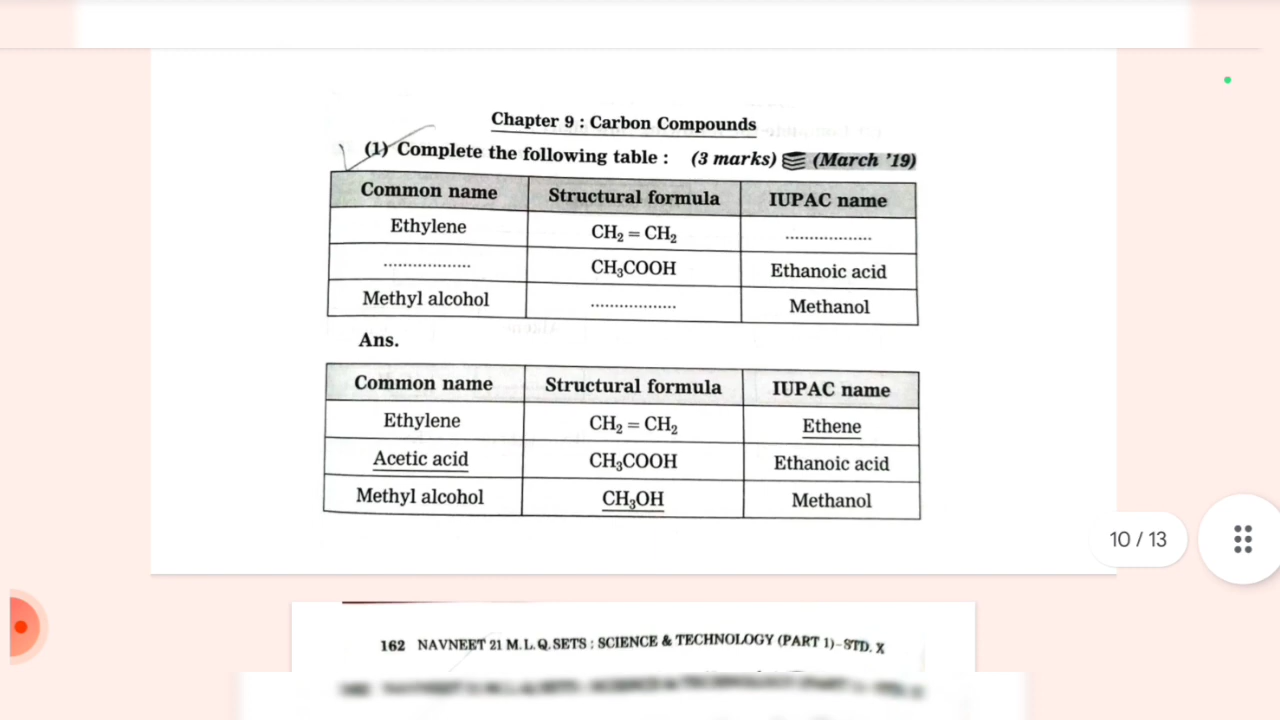 Chapter 9 : Carbon Compounds
(1) Complete the following table : (3 marks) (March '19)
Common name Structural formula IUPAC name
Ethylene CH₂ = CH₂ ..................
.................. CH₃COOH Ethanoic acid
Methyl alcohol .................. Methanol
Ans.
Common name Structural formula IUPAC name
Ethylene CH₂ = CH₂ Ethene
Acetic acid CH₃COOH Ethanoic acid
Methyl alcohol CH₃OH Methanol
10 / 13
162 NAVNEET 21 M.L.Q. SETS : SCIENCE & TECHNOLOGY (PART 1) - STD. X